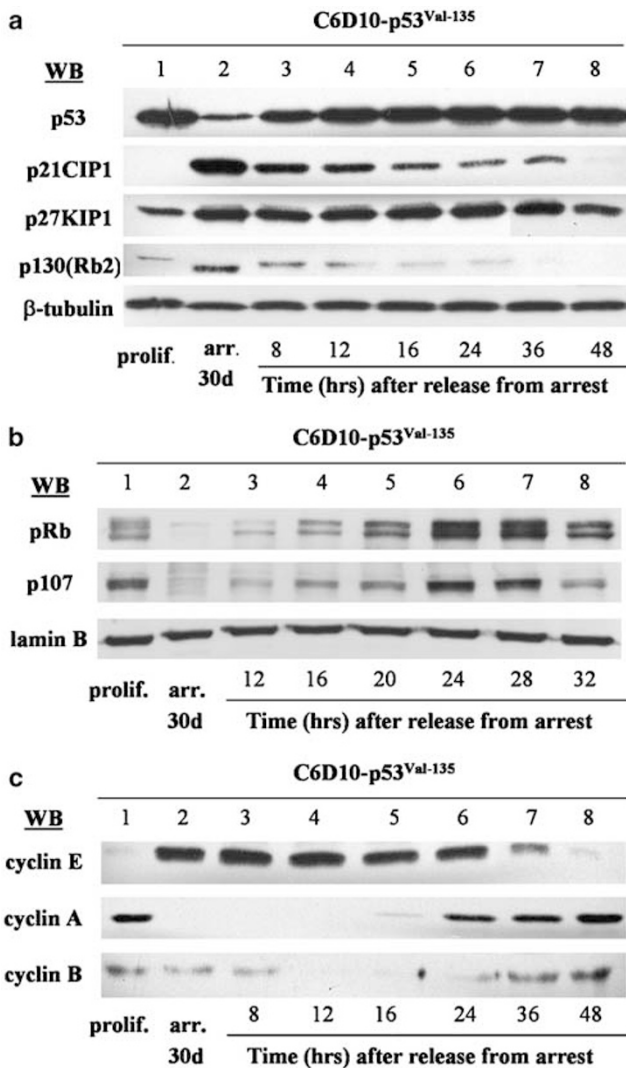 a
C6D10-p53Val-135
WB 1 2 3 4 5 6 7 8
p53
p21CIP1
p27KIP1
p130(Rb2)
β-tubulin
prolif. arr. 30d 8 12 16 24 36 48
Time (hrs) after release from arrest
b
C6D10-p53Val-135
WB 1 2 3 4 5 6 7 8
pRb
p107
lamin B
prolif. arr. 30d 12 16 20 24 28 32
Time (hrs) after release from arrest
c
C6D10-p53Val-135
WB 1 2 3 4 5 6 7 8
cyclin E
cyclin A
cyclin B
prolif. arr. 30d 8 12 16 24 36 48
Time (hrs) after release from arrest